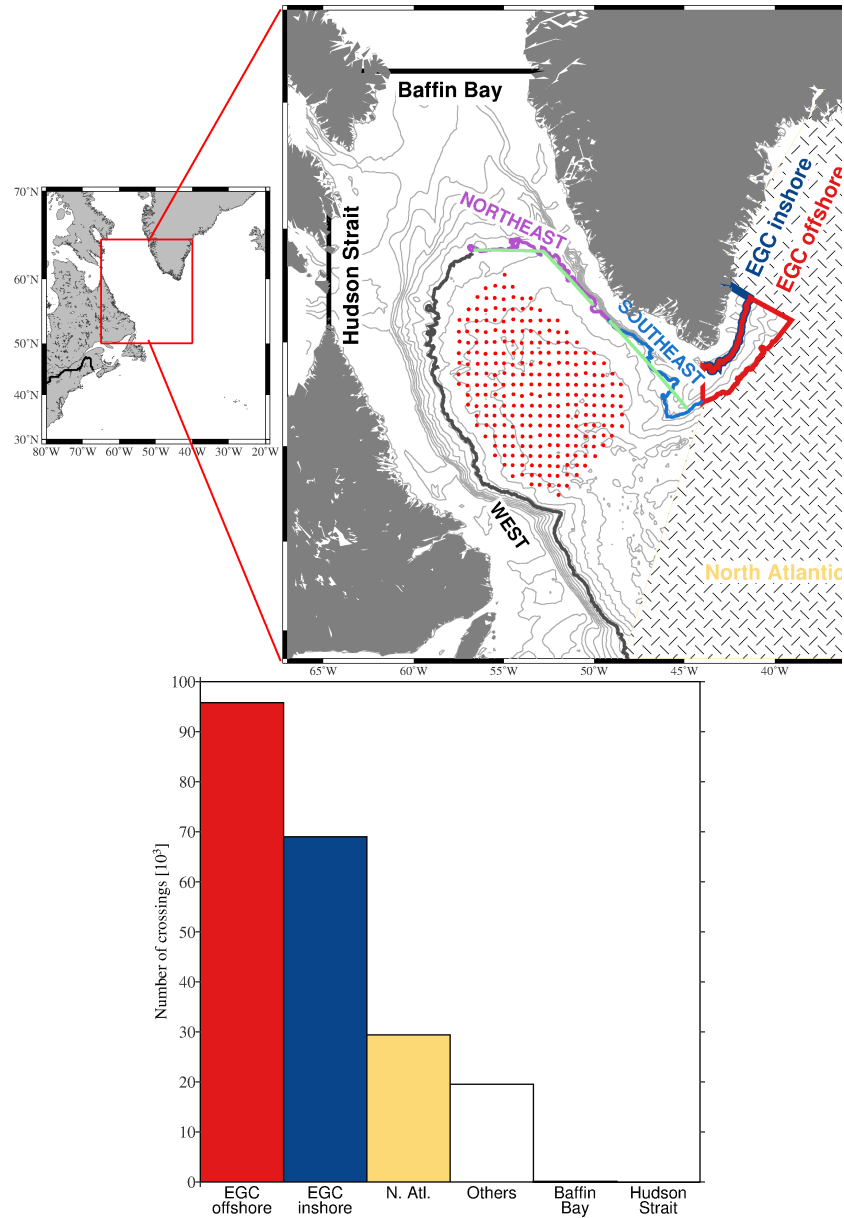 Baffin Bay
Hudson Strait
NORTHEAST
SOUTHEAST
EGC inshore
EGC offshore
WEST
North Atlantic
70°N
60°N
50°N
40°N
30°N
80°W 70°W 60°W 50°W 40°W 30°W 20°W
65°W 60°W 55°W 50°W 45°W 40°W
Number of crossings [10³]
100
90
80
70
60
50
40
30
20
10
0
EGC offshore
EGC inshore
N. Atl.
Others
Baffin Bay
Hudson Strait